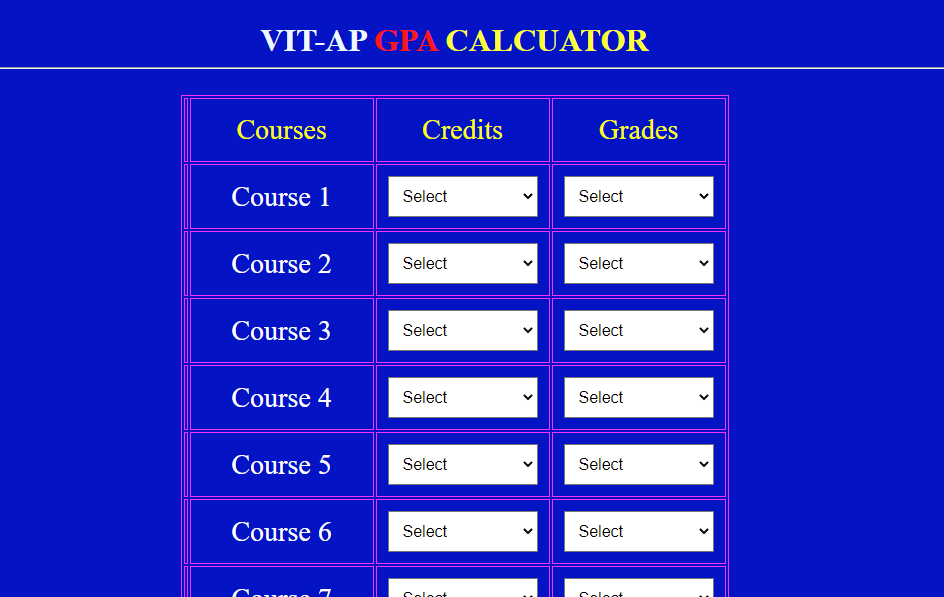 VIT-AP GPA CALCUATOR
Courses Credits Grades
Course 1 Select Select
Course 2 Select Select
Course 3 Select Select
Course 4 Select Select
Course 5 Select Select
Course 6 Select Select
Course 7 Select Select